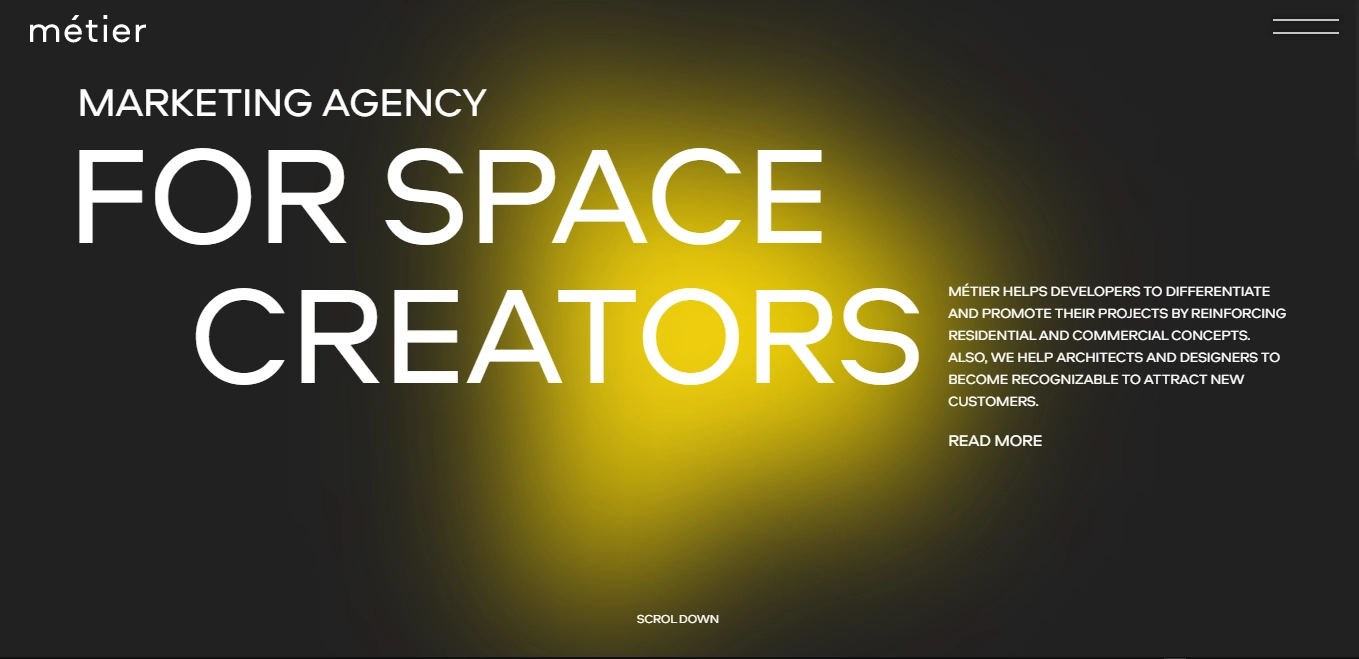 métier
MARKETING AGENCY
FOR SPACE
CREATORS
MÉTIER HELPS DEVELOPERS TO DIFFERENTIATE
AND PROMOTE THEIR PROJECTS BY REINFORCING
RESIDENTIAL AND COMMERCIAL CONCEPTS.
ALSO, WE HELP ARCHITECTS AND DESIGNERS TO
BECOME RECOGNIZABLE TO ATTRACT NEW
CUSTOMERS.
READ MORE
SCROL DOWN